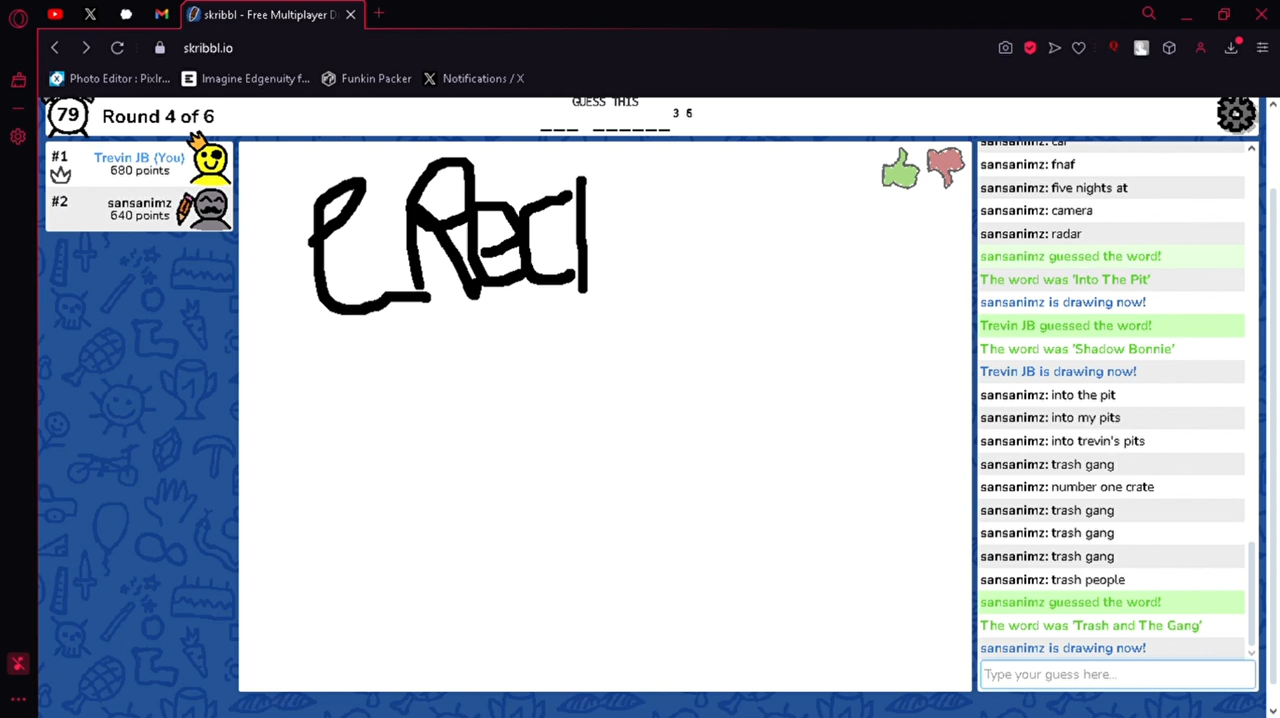 skribbl - Free Multiplayer D
skribbl.io
Photo Editor : Pixlr...
Imagine Edgenuity f...
Funkin Packer
Notifications / X
79
Round 4 of 6
GUESS THIS
___ ______ 3 6
#1
Trevin JB (You)
680 points
#2
sansanimz
640 points
sansanimz: car
sansanimz: fnaf
sansanimz: five nights at
sansanimz: camera
sansanimz: radar
sansanimz guessed the word!
The word was 'Into The Pit'
sansanimz is drawing now!
Trevin JB guessed the word!
The word was 'Shadow Bonnie'
Trevin JB is drawing now!
sansanimz: into the pit
sansanimz: into my pits
sansanimz: into trevin's pits
sansanimz: trash gang
sansanimz: number one crate
sansanimz: trash gang
sansanimz: trash gang
sansanimz: trash gang
sansanimz: trash people
sansanimz guessed the word!
The word was 'Trash and The Gang'
sansanimz is drawing now!
Type your guess here...